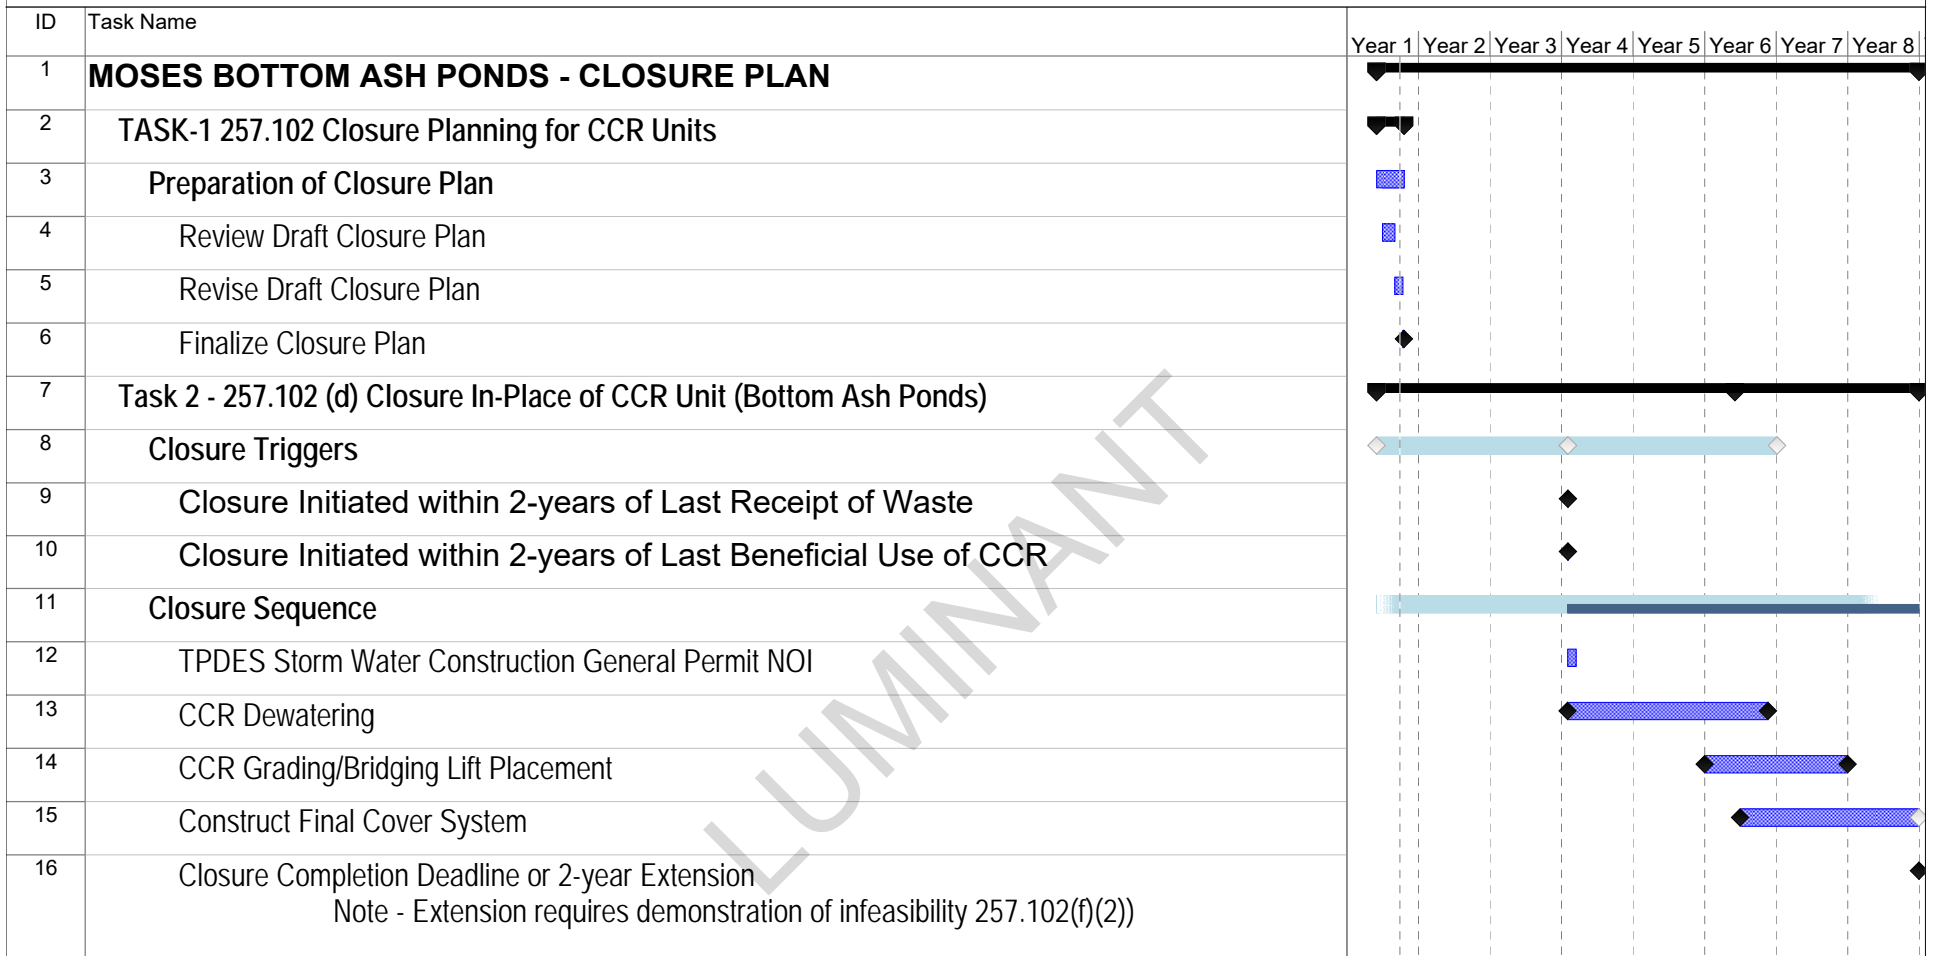 ID Task Name
Year 1 Year 2 Year 3 Year 4 Year 5 Year 6 Year 7 Year 8
1 MOSES BOTTOM ASH PONDS - CLOSURE PLAN
2 TASK-1 257.102 Closure Planning for CCR Units
3 Preparation of Closure Plan
4 Review Draft Closure Plan
5 Revise Draft Closure Plan
6 Finalize Closure Plan
7 Task 2 - 257.102 (d) Closure In-Place of CCR Unit (Bottom Ash Ponds)
8 Closure Triggers
9 Closure Initiated within 2-years of Last Receipt of Waste
10 Closure Initiated within 2-years of Last Beneficial Use of CCR
11 Closure Sequence
12 TPDES Storm Water Construction General Permit NOI
13 CCR Dewatering
14 CCR Grading/Bridging Lift Placement
15 Construct Final Cover System
16 Closure Completion Deadline or 2-year Extension
Note - Extension requires demonstration of infeasibility 257.102(f)(2))
LUMINANT